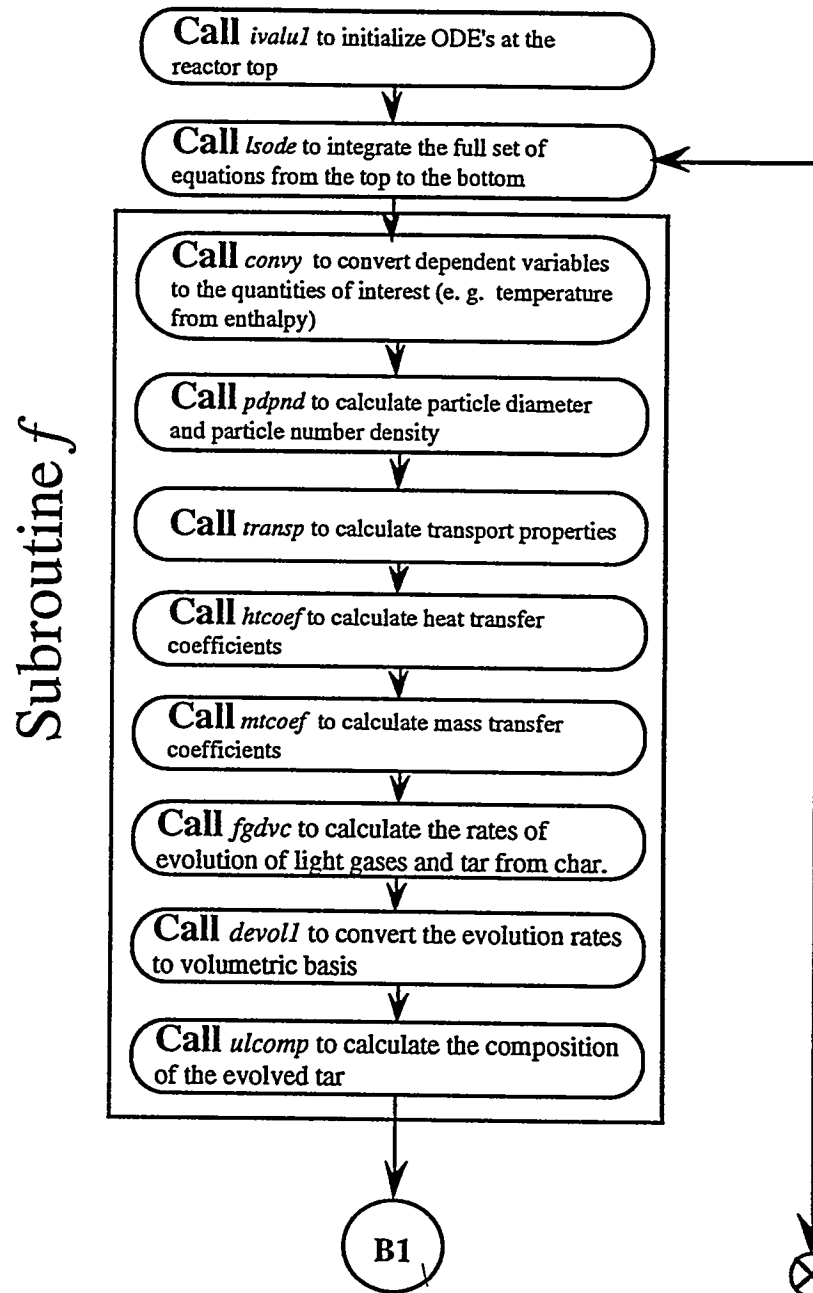 Call ivalu1 to initialize ODE's at the
reactor top
Call lsode to integrate the full set of
equations from the top to the bottom
Subroutine f
Call convy to convert dependent variables
to the quantities of interest (e. g. temperature
from enthalpy)
Call pdpnd to calculate particle diameter
and particle number density
Call transp to calculate transport properties
Call htcoef to calculate heat transfer
coefficients
Call mtcoef to calculate mass transfer
coefficients
Call fgdvc to calculate the rates of
evolution of light gases and tar from char.
Call devol1 to convert the evolution rates
to volumetric basis
Call ulcomp to calculate the composition
of the evolved tar
B1